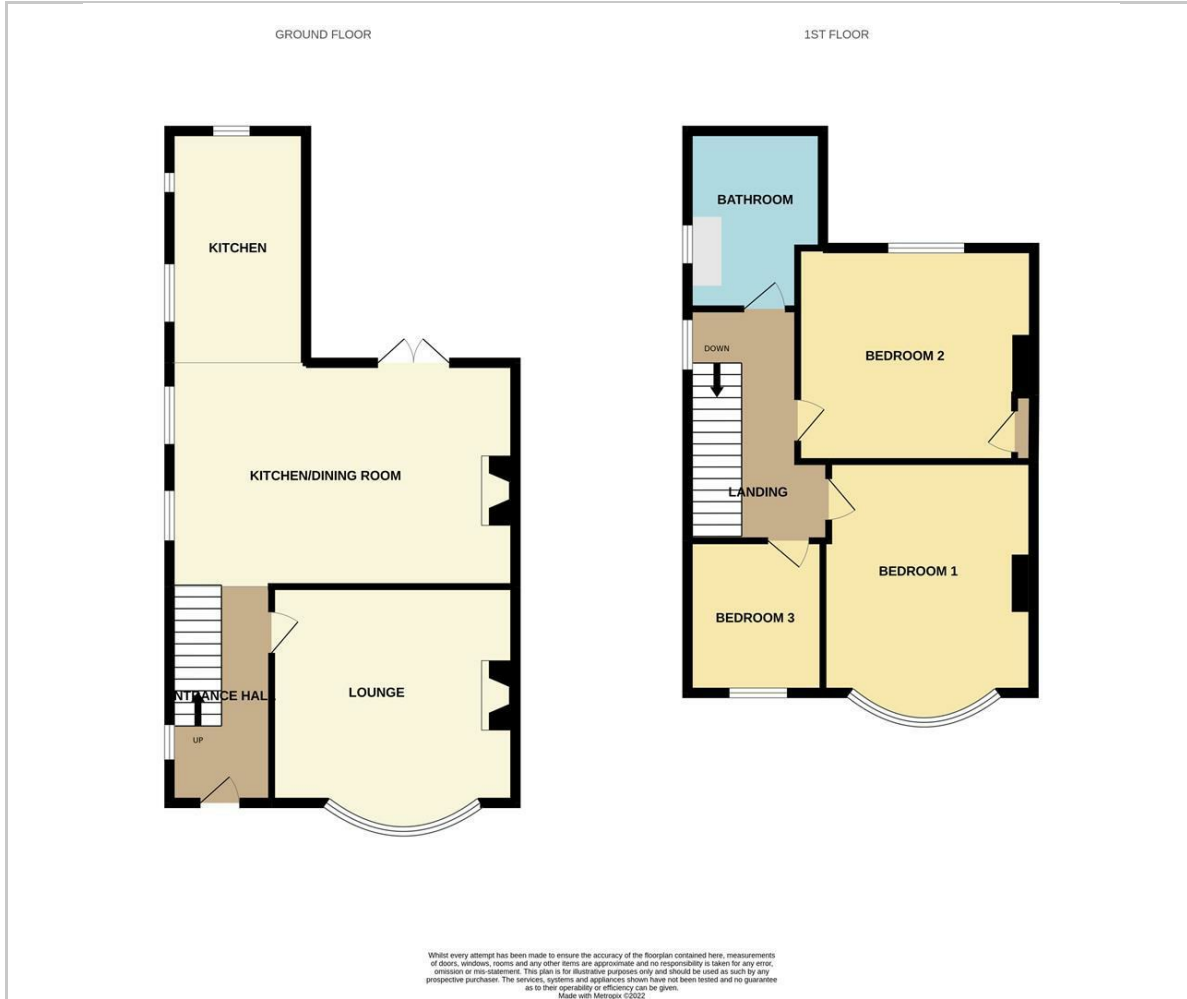 GROUND FLOOR
1ST FLOOR
KITCHEN
KITCHEN/DINING ROOM
NTRANCE HAL
UP
LOUNGE
BATHROOM
DOWN
BEDROOM 2
LANDING
BEDROOM 1
BEDROOM 3
Whilst every attempt has been made to ensure the accuracy of the floorplan contained here, measurements
of doors, windows, rooms and any other items are approximate and no responsibility is taken for any error,
omission or mis-statement. This plan is for illustrative purposes only and should be used as such by any
prospective purchaser. The services, systems and appliances shown have not been tested and no guarantee
as to their operability or efficiency can be given.
Made with Metropix ©2022